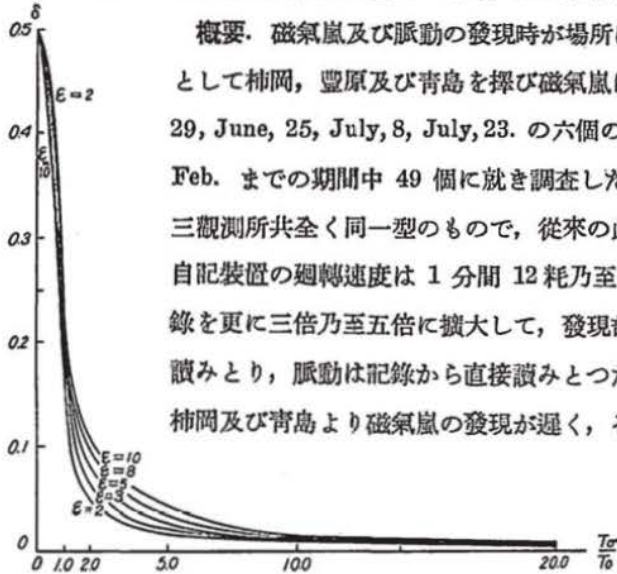 概要. 磁氣嵐及び脈動の發現時が場所に
として柿岡，豐原及び靑島を擇び磁氣嵐に
29, June, 25, July, 8, July, 23. の六個の
Feb. までの期間中 49 個に就き調査した
三觀測所共全く同一型のもので，從來の
自記裝置の廻轉速度は 1 分間 12 粍乃至
錄を更に三倍乃至五倍に擴大して，發現
讀みとり，脈動は記錄から直接讀みとつた
柿岡及び靑島より磁氣嵐の發現が遲く，そ
δ
0.5
ε=2
0.4
ε
10
0.3
0.2
0.1
ε=10
ε=8
ε=5
ε=3
ε=2
0
0 1.0 2.0 5.0 10.0 20.0
Tσ
To